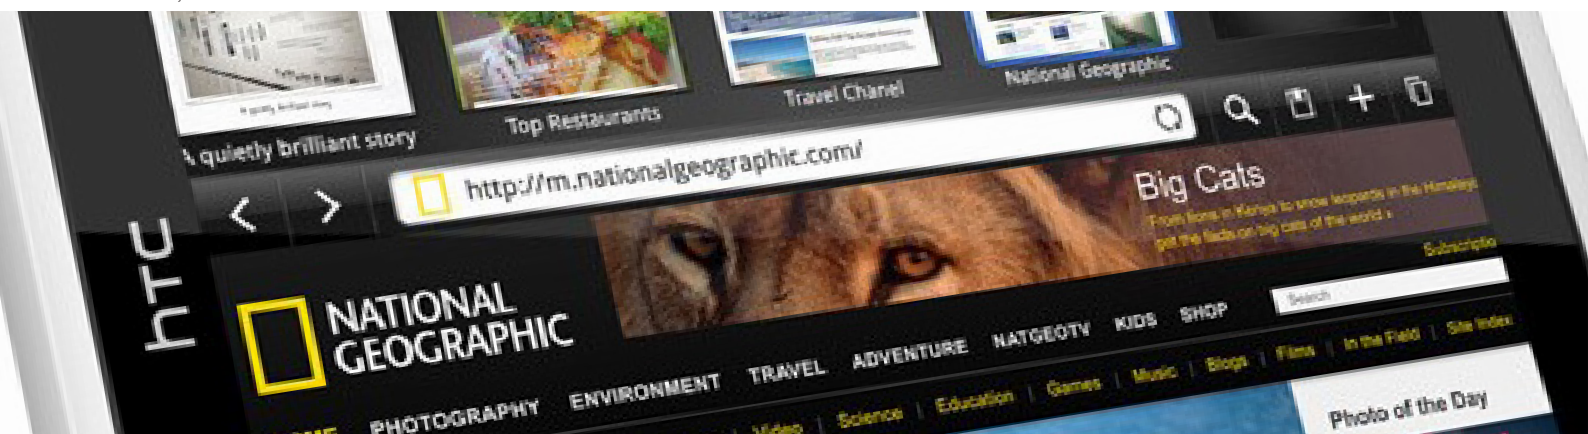 A quietly brilliant story
Top Restaurants
Travel Chanel
National Geographic
http://m.nationalgeographic.com/
hTC
Big Cats
From lions in Kenya to snow leopards in the Himalaya
get the facts on big cats of the world »
Subscriptio
NATIONAL
GEOGRAPHIC
Search
PHOTOGRAPHY ENVIRONMENT TRAVEL ADVENTURE NATGEOTV KIDS SHOP
Video Science Education Games Music Blogs Films In the Field Site Index
Photo of the Day